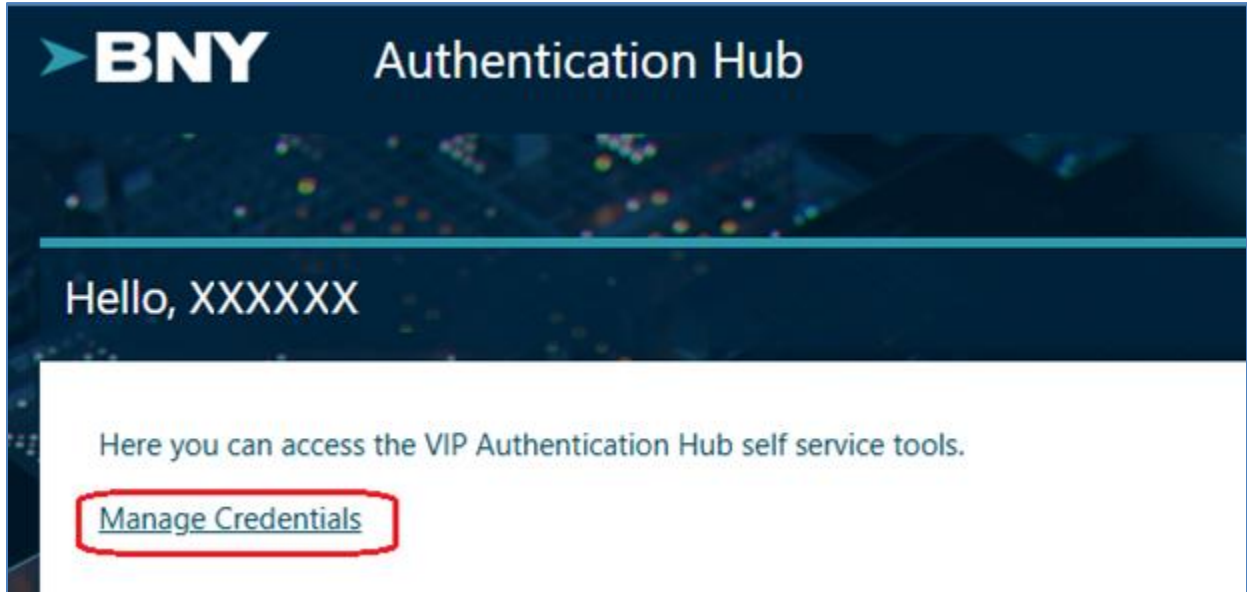 BNY Authentication Hub
Hello, XXXXXX
Here you can access the VIP Authentication Hub self service tools.
Manage Credentials